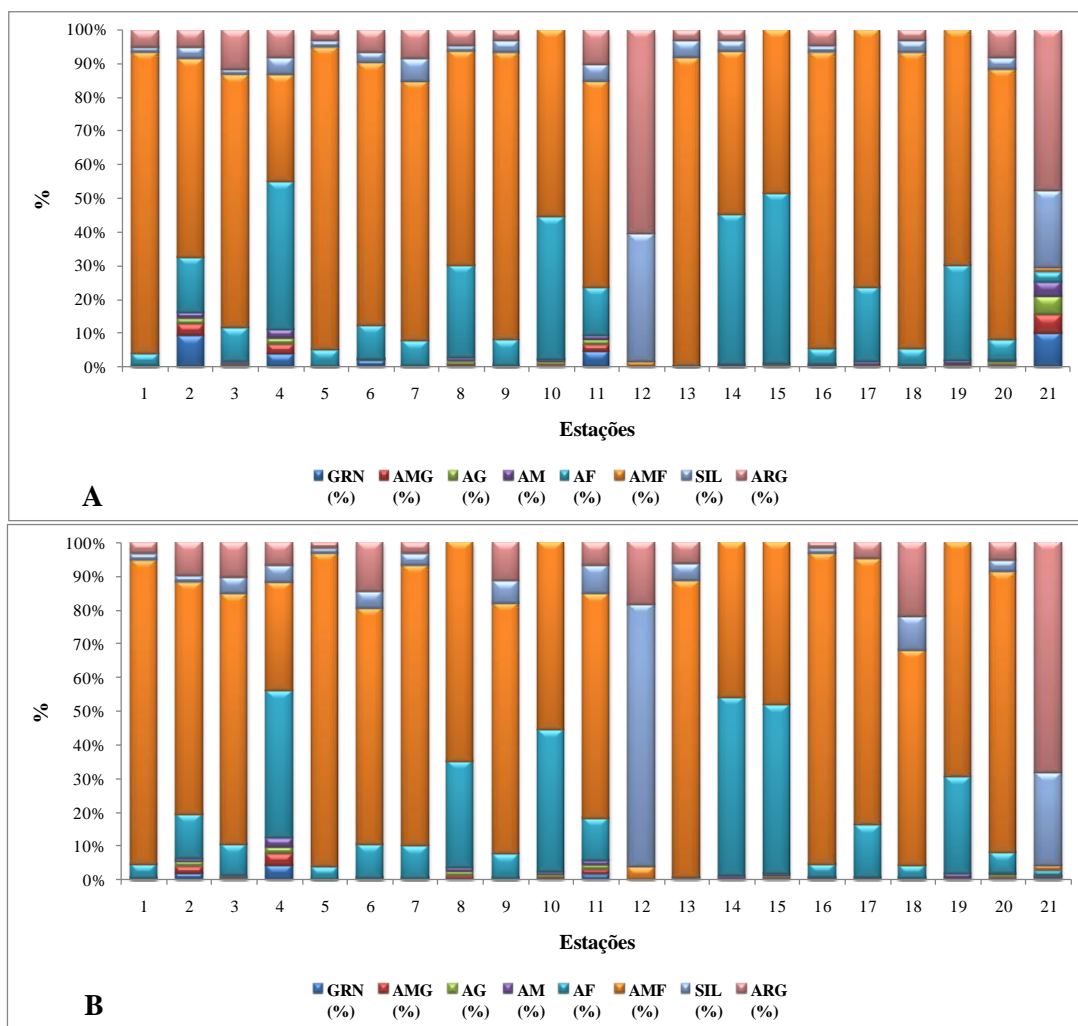 100%
90%
80%
70%
60%
50%
40%
30%
20%
10%
0%
%
1 2 3 4 5 6 7 8 9 10 11 12 13 14 15 16 17 18 19 20 21
Estações
GRN AMG AG AM AF AMF SIL ARG
(%) (%) (%) (%) (%) (%) (%) (%)
A
100%
90%
80%
70%
60%
50%
40%
30%
20%
10%
0%
%
1 2 3 4 5 6 7 8 9 10 11 12 13 14 15 16 17 18 19 20 21
Estações
GRN AMG AG AM AF AMF SIL ARG
(%) (%) (%) (%) (%) (%) (%) (%)
B